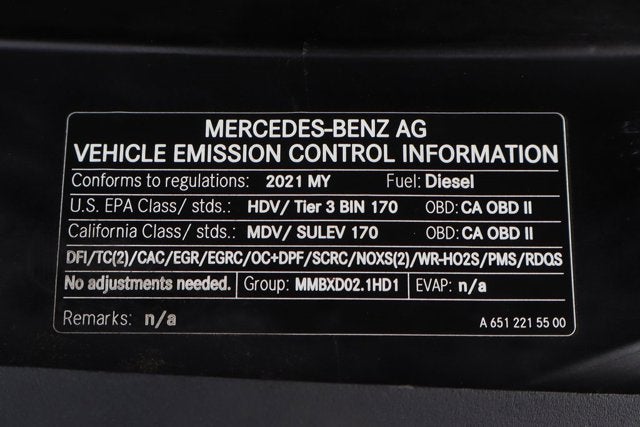 MERCEDES-BENZ AG
VEHICLE EMISSION CONTROL INFORMATION
Conforms to regulations: 2021 MY Fuel: Diesel
U.S. EPA Class/ stds.: HDV/ Tier 3 BIN 170 OBD: CA OBD II
California Class/ stds.: MDV/ SULEV 170 OBD: CA OBD II
DFI/TC(2)/CAC/EGR/EGRC/OC+DPF/SCRC/NOXS(2)/WR-HO2S/PMS/RDQS
No adjustments needed. Group: MMBXD02.1HD1 EVAP: n/a
Remarks: n/a A 651 221 55 00